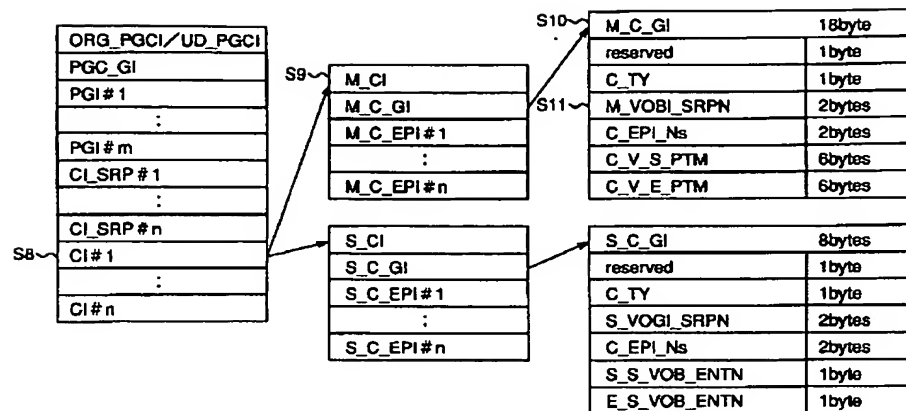 ORG_PGCI/UD_PGCI
PGC_GI
PGI#1
:
PGI#m
CI_SRP#1
:
CI_SRP#n
S8
CI#1
:
CI#n
S9
M_CI
M_C_GI
M_C_EPI#1
:
M_C_EPI#n
S_CI
S_C_GI
S_C_EPI#1
:
S_C_EPI#n
S10
M_C_GI 18byte
reserved 1byte
C_TY 1byte
S11
M_VOBI_SRPN 2bytes
C_EPI_Ns 2bytes
C_V_S_PTM 6bytes
C_V_E_PTM 6bytes
S_C_GI 8bytes
reserved 1byte
C_TY 1byte
S_VOGI_SRPN 2bytes
C_EPI_Ns 2bytes
S_S_VOB_ENTN 1byte
E_S_VOB_ENTN 1byte